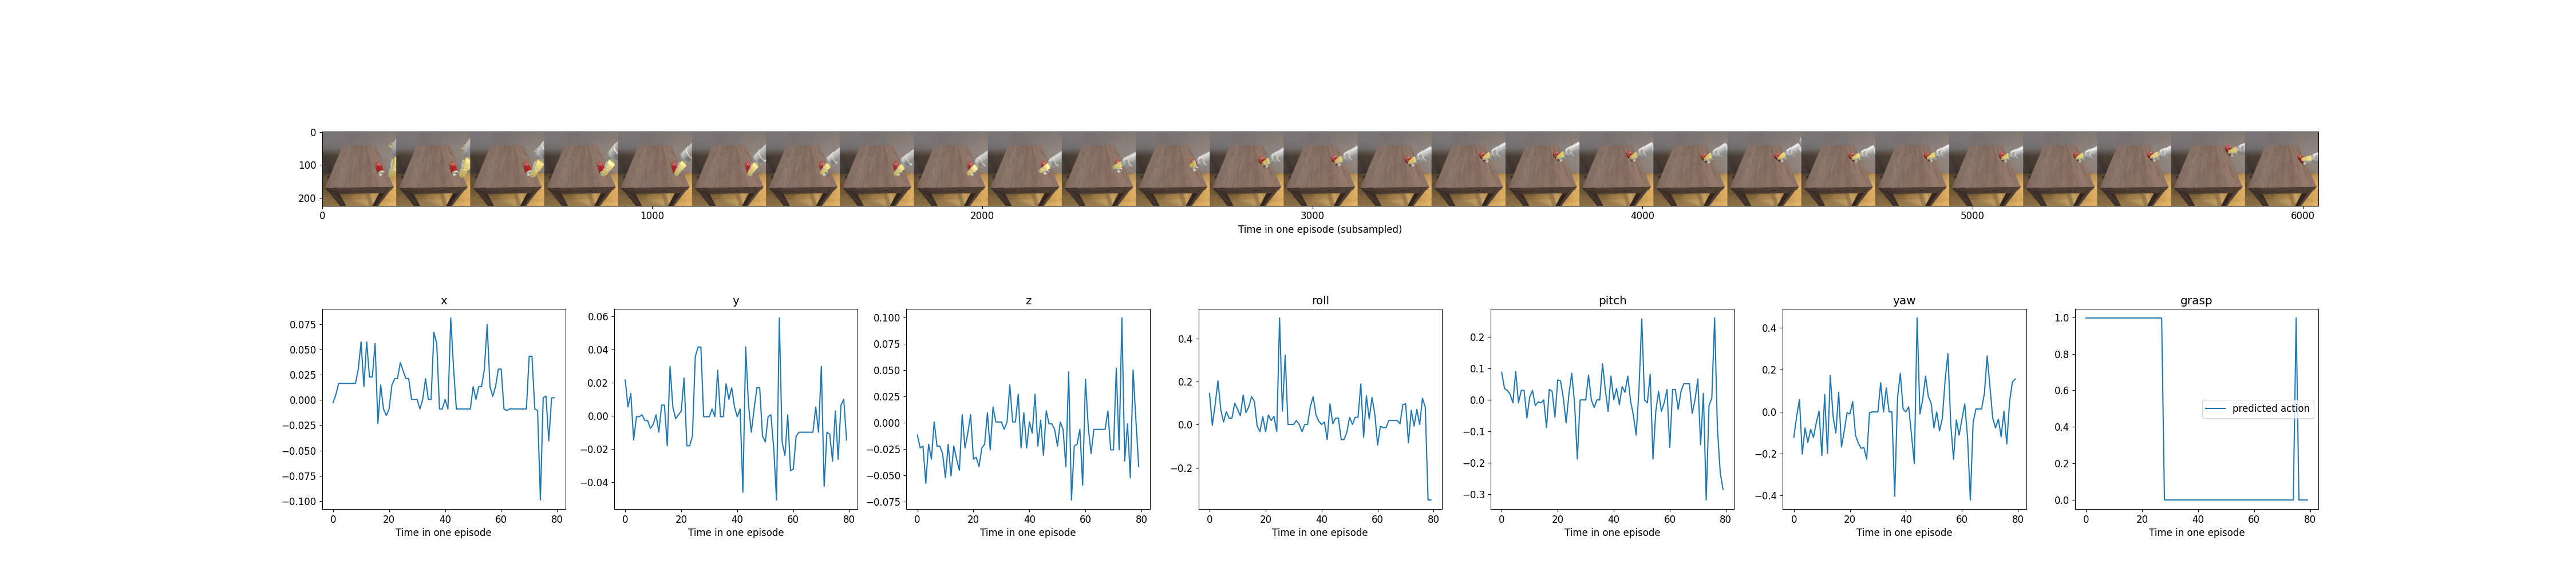 0
100
200
0 1000 2000 3000 4000 5000 6000
Time in one episode (subsampled)
x y z roll pitch yaw grasp
0.075
0.050
0.025
0.000
−0.025
−0.050
−0.075
−0.100
0 20 40 60 80
Time in one episode
0.06
0.04
0.02
0.00
−0.02
−0.04
0 20 40 60 80
Time in one episode
0.100
0.075
0.050
0.025
0.000
−0.025
−0.050
−0.075
0 20 40 60 80
Time in one episode
0.4
0.2
0.0
−0.2
0 20 40 60 80
Time in one episode
0.2
0.1
0.0
−0.1
−0.2
−0.3
0 20 40 60 80
Time in one episode
0.4
0.2
0.0
−0.2
−0.4
0 20 40 60 80
Time in one episode
1.0
0.8
0.6
0.4
0.2
0.0
predicted action
0 20 40 60 80
Time in one episode